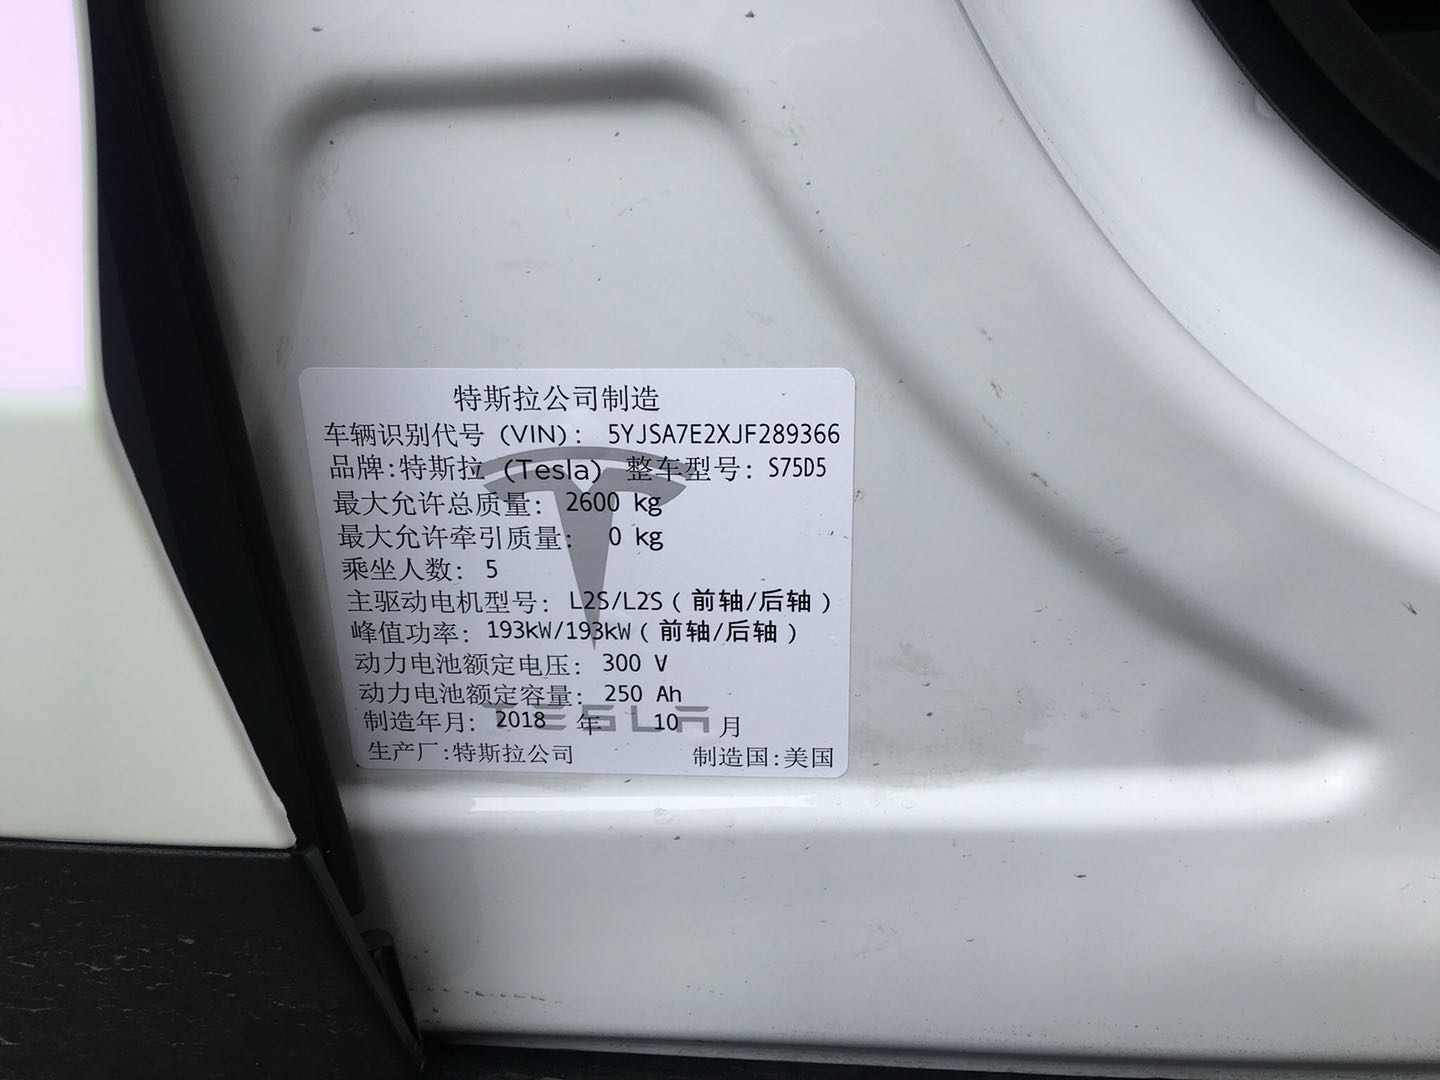 特斯拉公司制造
车辆识别代号 (VIN): 5YJSA7E2XJF289366
品牌:特斯拉 (Tesla) 整车型号: S75D5
最大允许总质量: 2600 kg
最大允许牵引质量: 0 kg
乘坐人数: 5
主驱动电机型号: L2S/L2S(前轴/后轴)
峰值功率: 193kW/193kW(前轴/后轴)
动力电池额定电压: 300 V
动力电池额定容量: 250 Ah
TESLA
制造年月: 2018 年 10 月
生产厂:特斯拉公司 制造国:美国